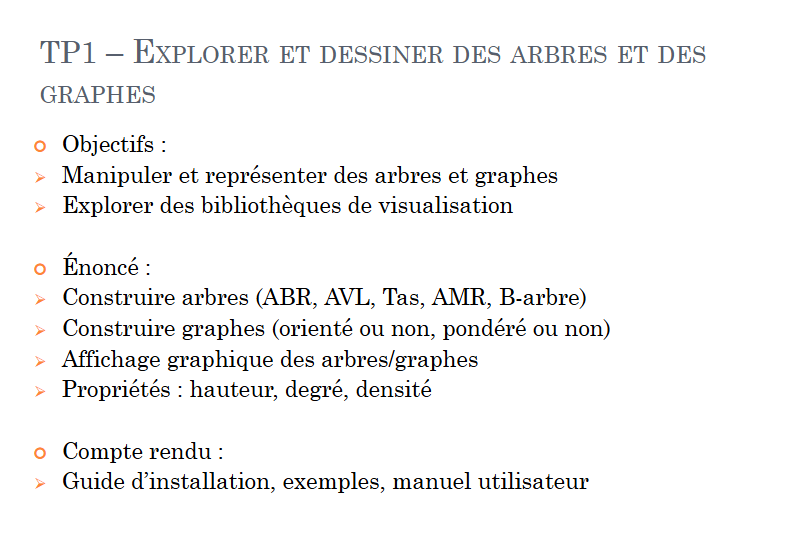 TP1 – Explorer et dessiner des arbres et des
graphes
Objectifs :
Manipuler et représenter des arbres et graphes
Explorer des bibliothèques de visualisation
Énoncé :
Construire arbres (ABR, AVL, Tas, AMR, B-arbre)
Construire graphes (orienté ou non, pondéré ou non)
Affichage graphique des arbres/graphes
Propriétés : hauteur, degré, densité
Compte rendu :
Guide d’installation, exemples, manuel utilisateur